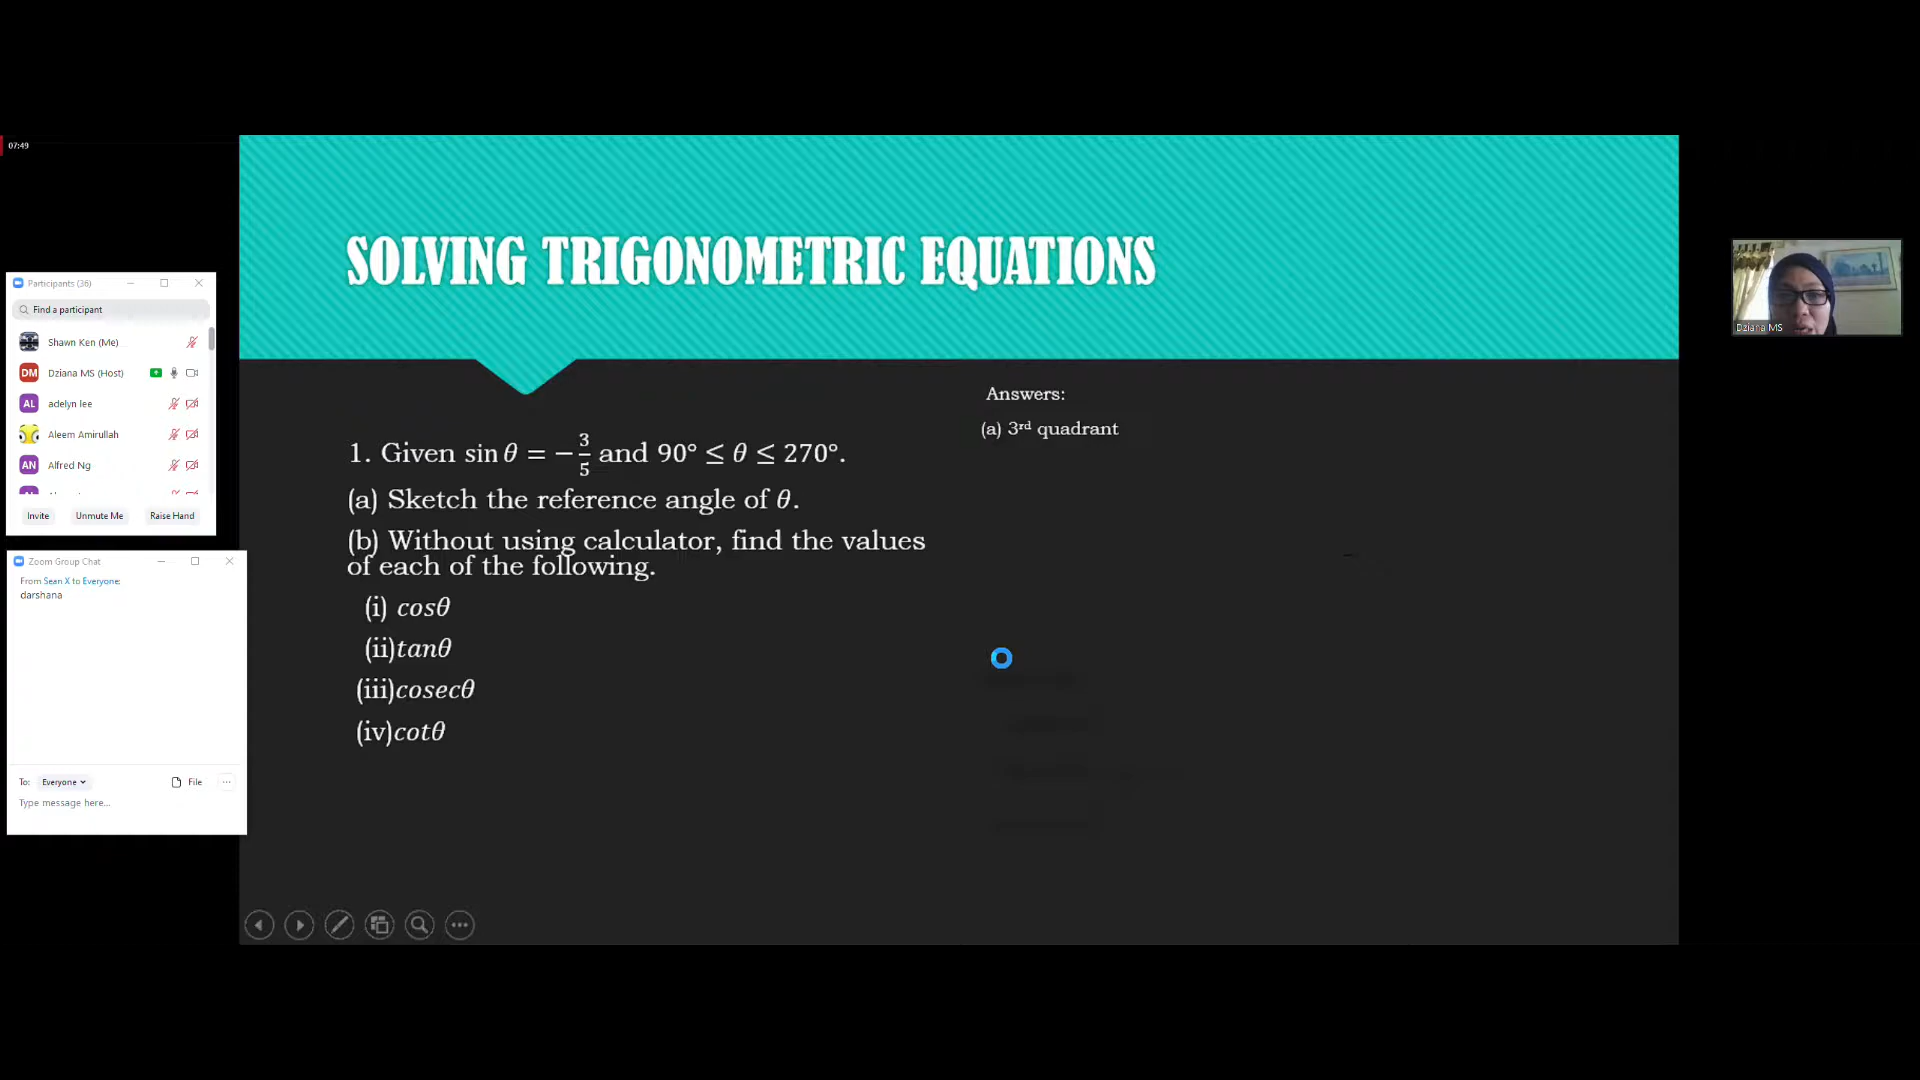 07:49
SOLVING TRIGONOMETRIC EQUATIONS
Participants (36)
Find a participant
Shawn Ken (Me)
DM Dziana MS (Host)
AL adelyn lee
Aleem Amirullah
AN Alfred Ng
Invite Unmute Me Raise Hand
Zoom Group Chat
From Sean X to Everyone:
darshana
To: Everyone File ...
Type message here...
1. Given sin θ = −3/5 and 90° ≤ θ ≤ 270°.
(a) Sketch the reference angle of θ.
(b) Without using calculator, find the values
of each of the following.
(i) cosθ
(ii)tanθ
(iii)cosecθ
(iv)cotθ
Answers:
(a) 3rd quadrant
Dziana MS